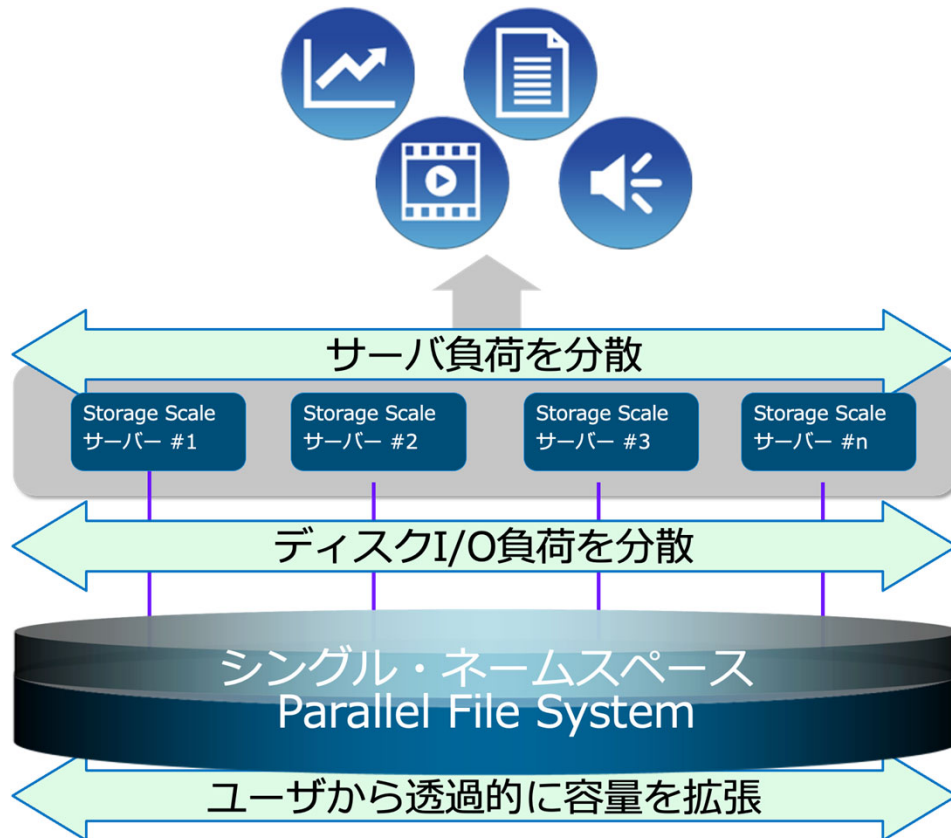 サーバ負荷を分散
Storage Scale
サーバー #1
Storage Scale
サーバー #2
Storage Scale
サーバー #3
Storage Scale
サーバー #n
ディスクI/O負荷を分散
シングル・ネームスペース
Parallel File System
ユーザから透過的に容量を拡張